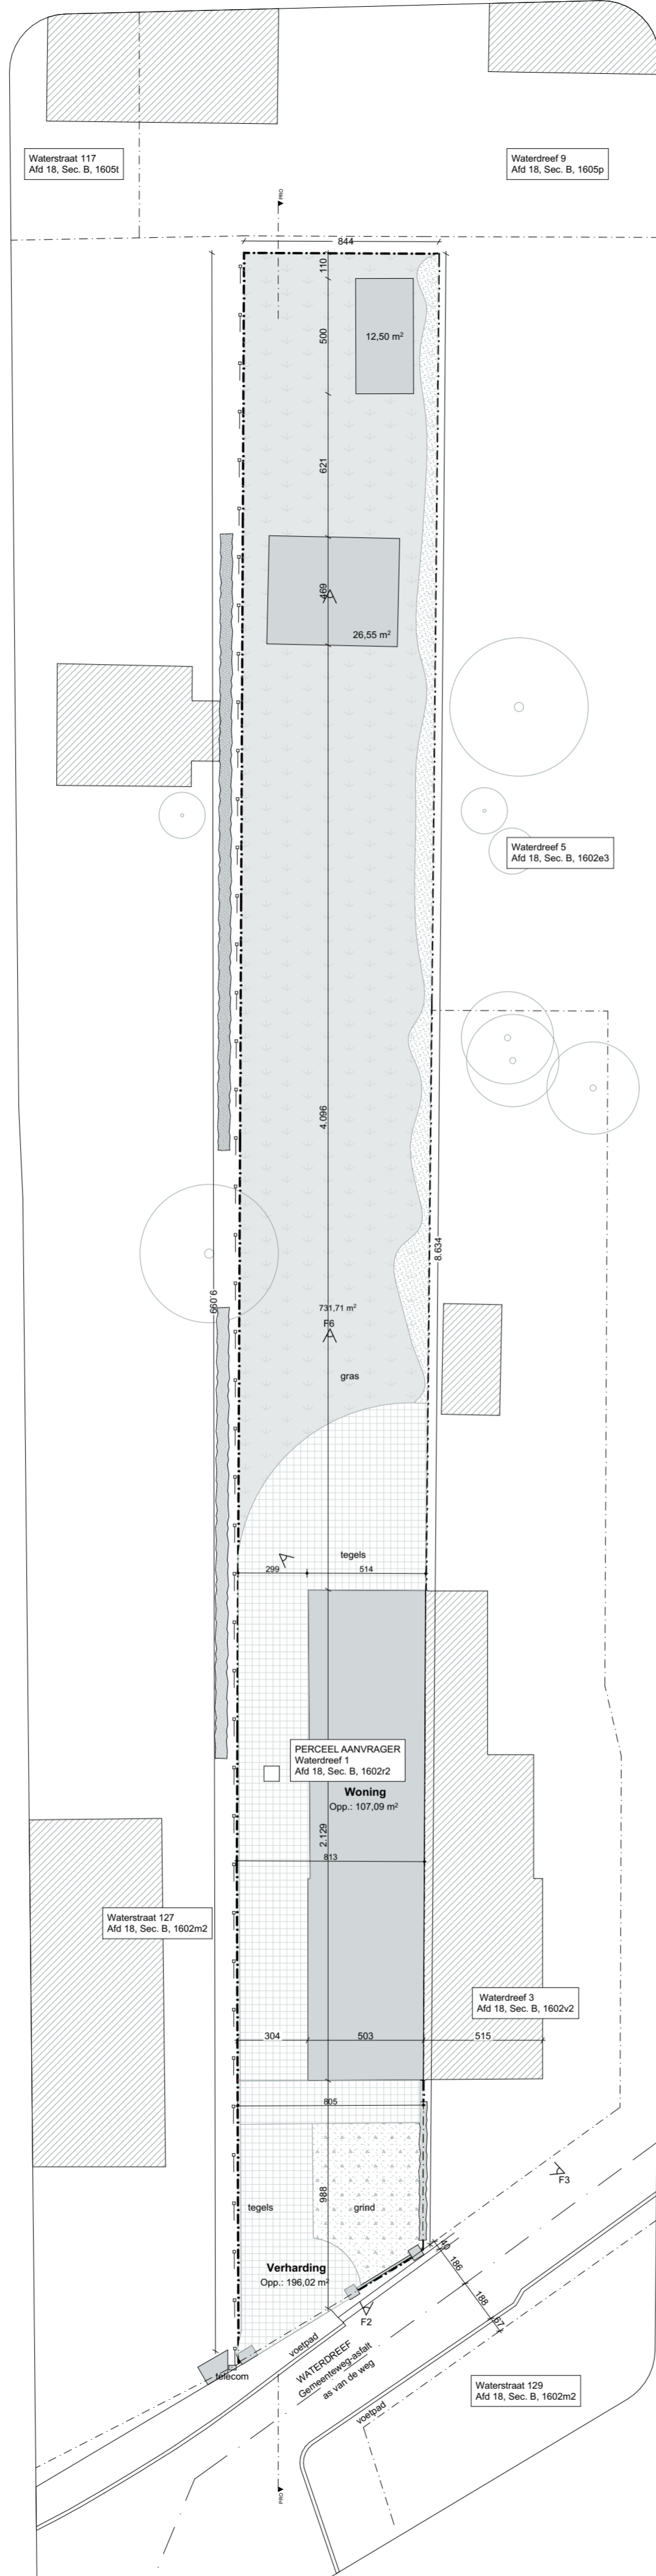 Waterstraat 117
Afd 18, Sec. B, 1605t
Waterdreef 9
Afd 18, Sec. B, 1605p
PRO
844
110
500
12,50 m²
621
469
26,55 m²
Waterdreef 5
Afd 18, Sec. B, 1602e3
4.096
8.634
9.099
731,71 m²
F6
gras
tegels
299
514
PERCEEL AANVRAGER
Waterdreef 1
Afd 18, Sec. B, 1602r2
Woning
Opp.: 107,09 m²
2.129
813
Waterstraat 127
Afd 18, Sec. B, 1602m2
Waterdreef 3
Afd 18, Sec. B, 1602v2
304
503
515
805
F3
988
tegels
grind
40
186
188
67
Verharding
Opp.: 196,02 m²
F2
voetpad
telecom
WATERDREEF
Gemeenteweg-asfalt
as van de weg
Waterstraat 129
Afd 18, Sec. B, 1602m2
voetpad
PRO